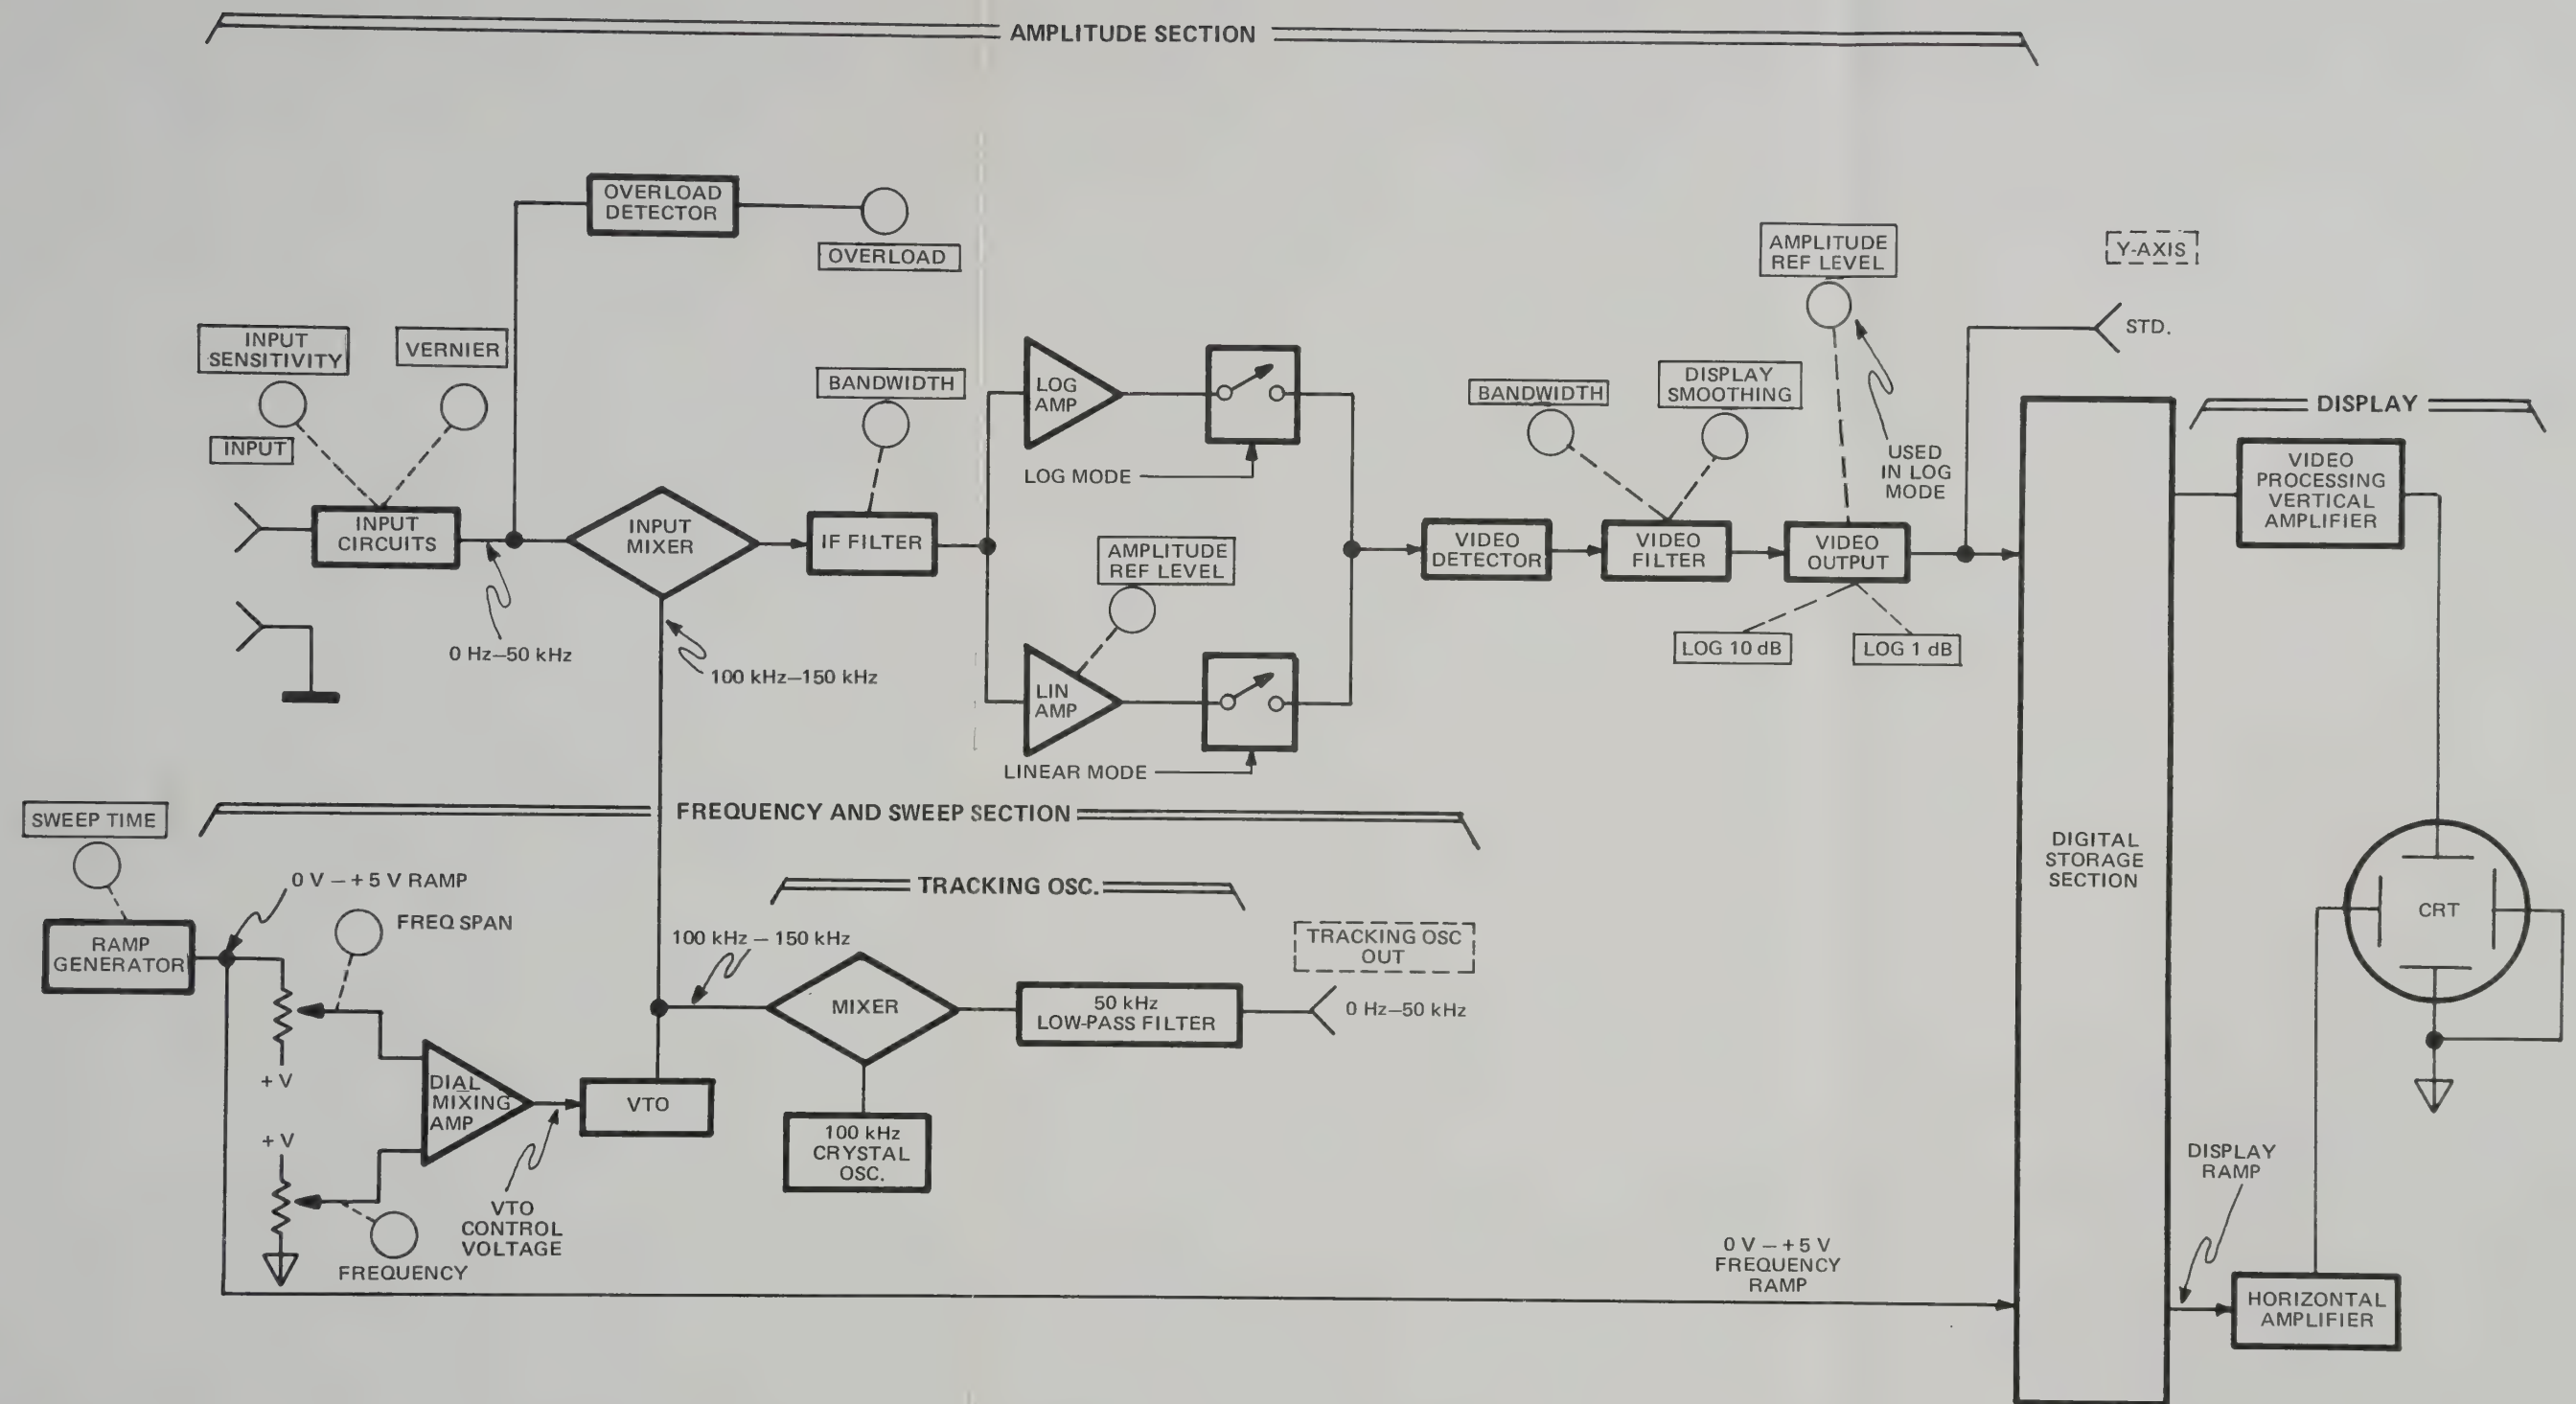 AMPLITUDE SECTION
OVERLOAD
DETECTOR
OVERLOAD
INPUT
SENSITIVITY
VERNIER
INPUT
INPUT
CIRCUITS
0 Hz—50 kHz
INPUT
MIXER
100 kHz—150 kHz
BANDWIDTH
IF FILTER
LOG
AMP
LOG MODE
AMPLITUDE
REF LEVEL
LIN
AMP
LINEAR MODE
VIDEO
DETECTOR
BANDWIDTH
DISPLAY
SMOOTHING
VIDEO
FILTER
AMPLITUDE
REF LEVEL
USED
IN LOG
MODE
VIDEO
OUTPUT
LOG 10 dB
LOG 1 dB
Y-AXIS
STD.
DISPLAY
VIDEO
PROCESSING
VERTICAL
AMPLIFIER
DIGITAL
STORAGE
SECTION
CRT
FREQUENCY AND SWEEP SECTION
SWEEP TIME
0 V — + 5 V RAMP
RAMP
GENERATOR
FREQ SPAN
+ V
+ V
DIAL
MIXING
AMP
FREQUENCY
VTO
CONTROL
VOLTAGE
VTO
TRACKING OSC.
100 kHz — 150 kHz
MIXER
100 kHz
CRYSTAL
OSC.
50 kHz
LOW-PASS FILTER
TRACKING OSC
OUT
0 Hz—50 kHz
0 V — + 5 V
FREQUENCY
RAMP
DISPLAY
RAMP
HORIZONTAL
AMPLIFIER